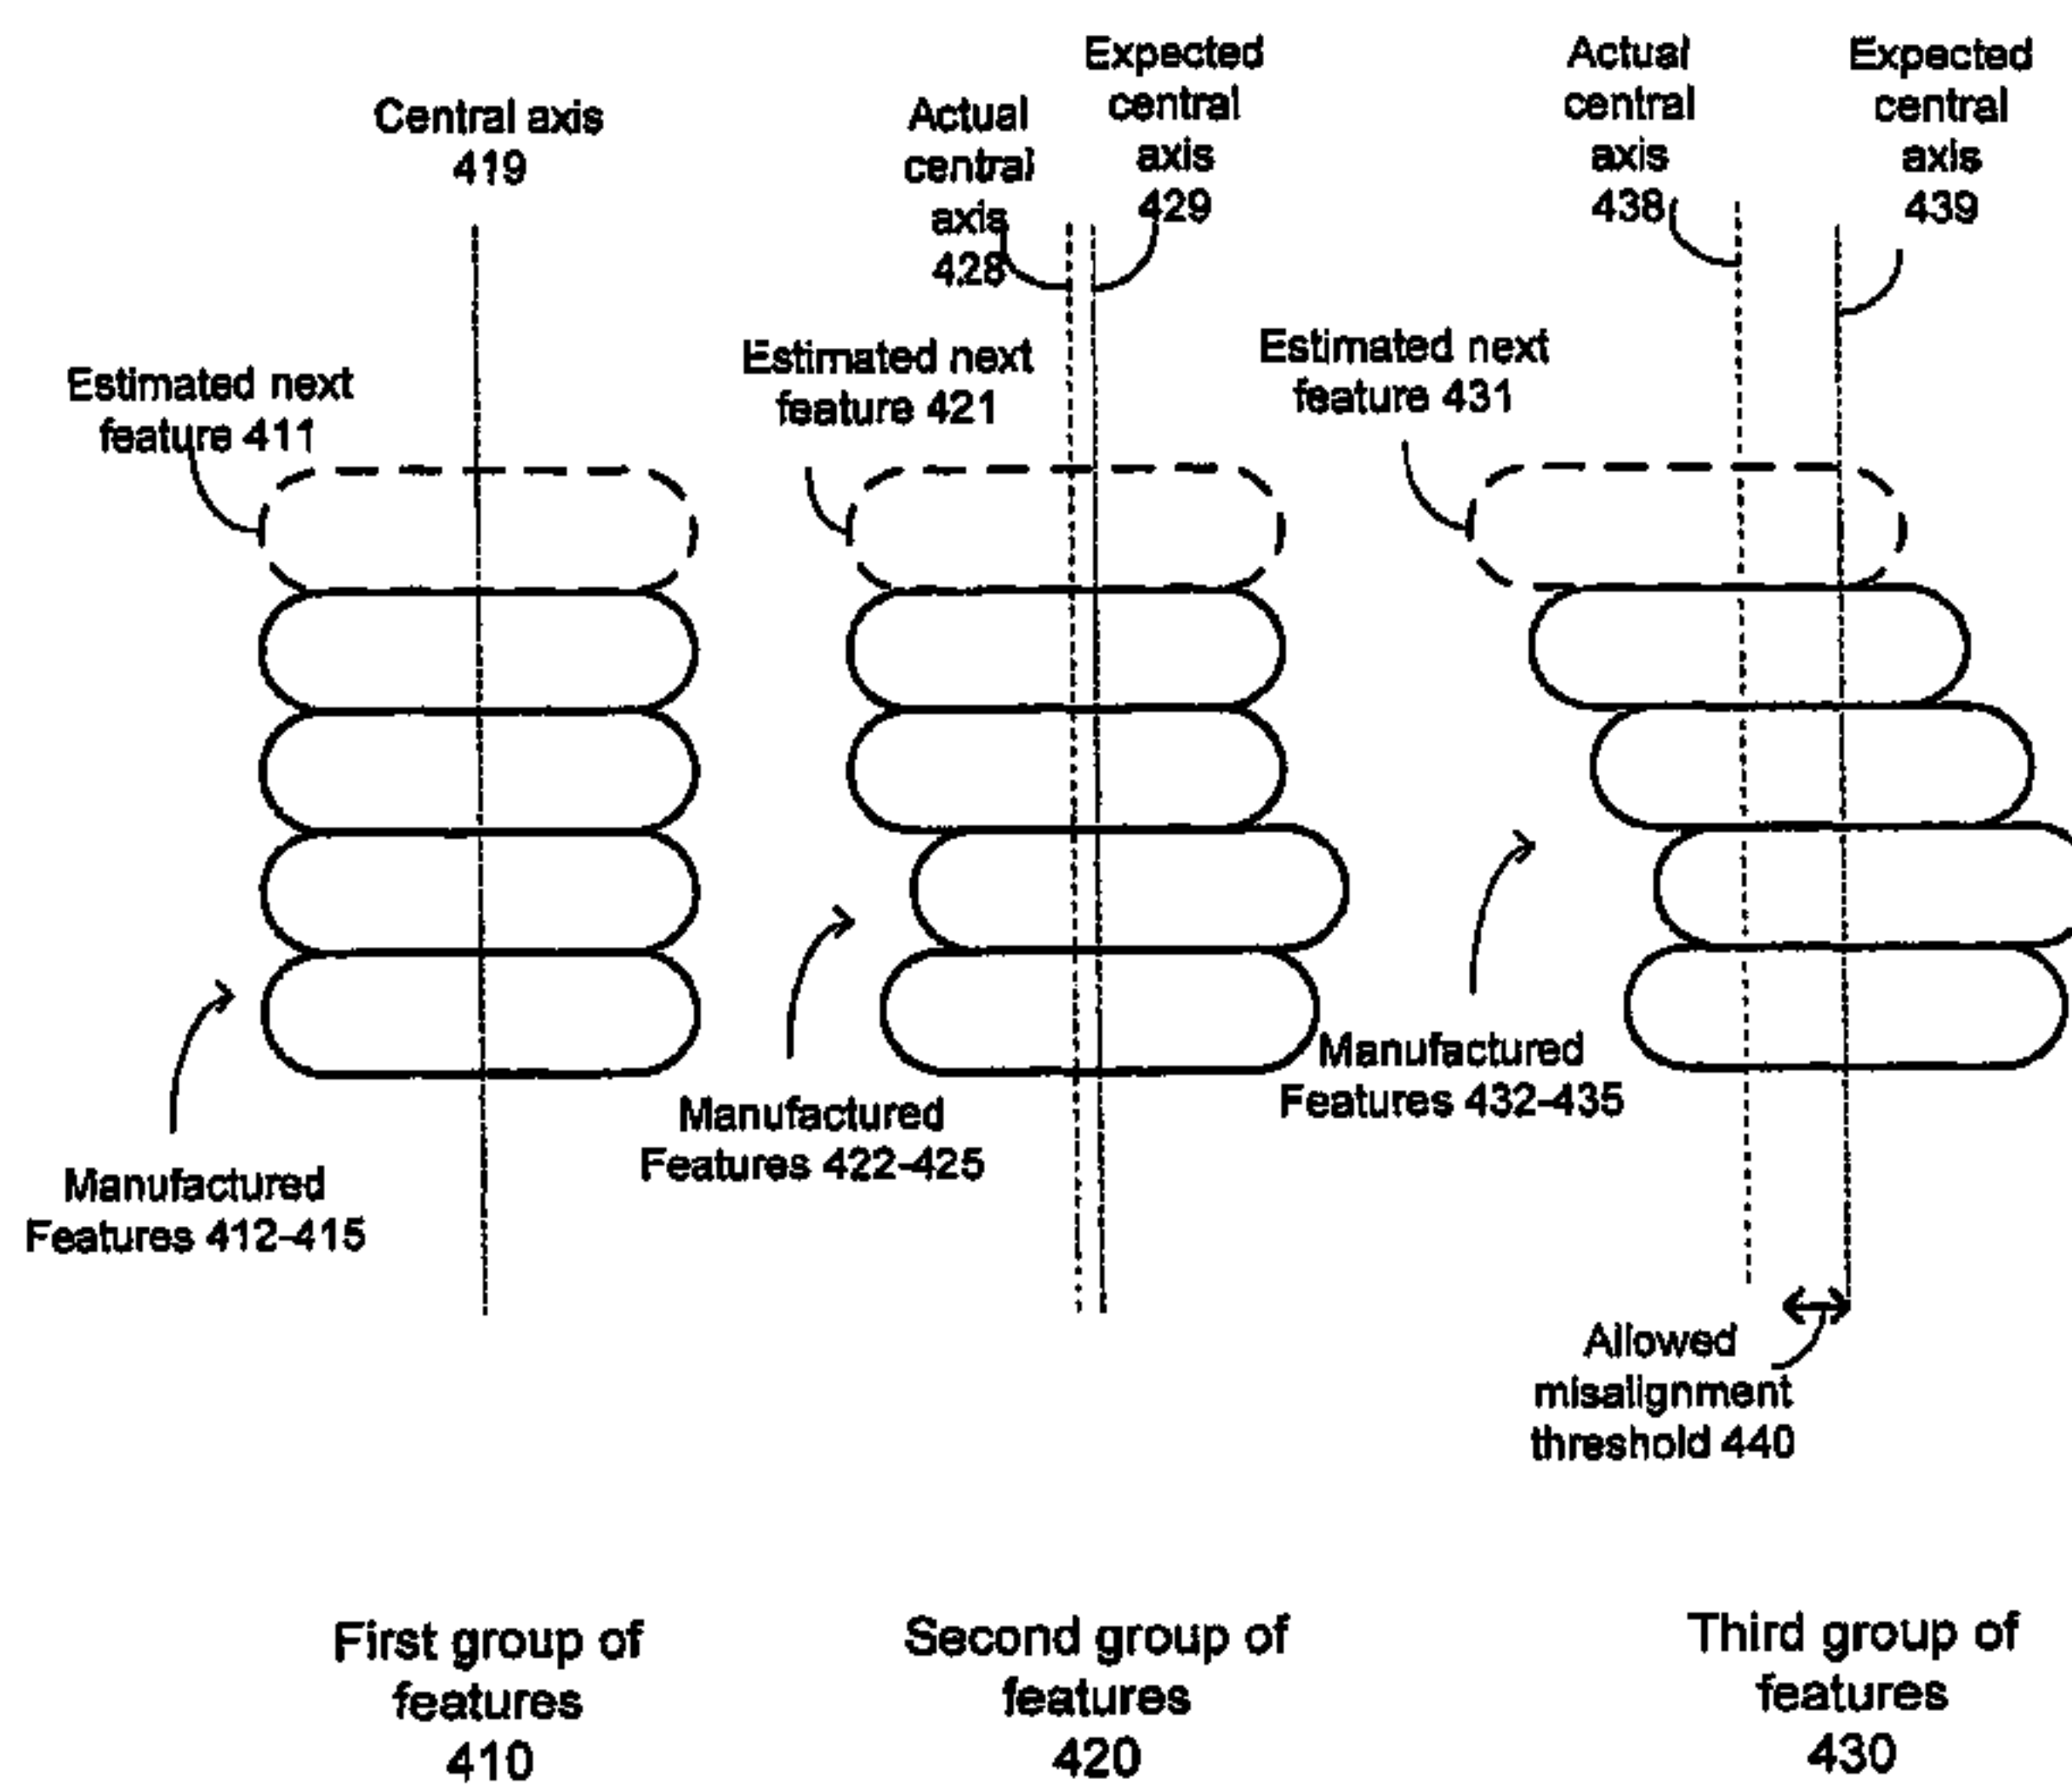 Central axis
419
Actual
central
axis
428
Expected
central
axis
429
Actual
central
axis
438
Expected
central
axis
439
Estimated next
feature 411
Estimated next
feature 421
Estimated next
feature 431
Manufactured
Features 412-415
Manufactured
Features 422-425
Manufactured
Features 432-435
Allowed
misalignment
threshold 440
First group of
features
410
Second group of
features
420
Third group of
features
430